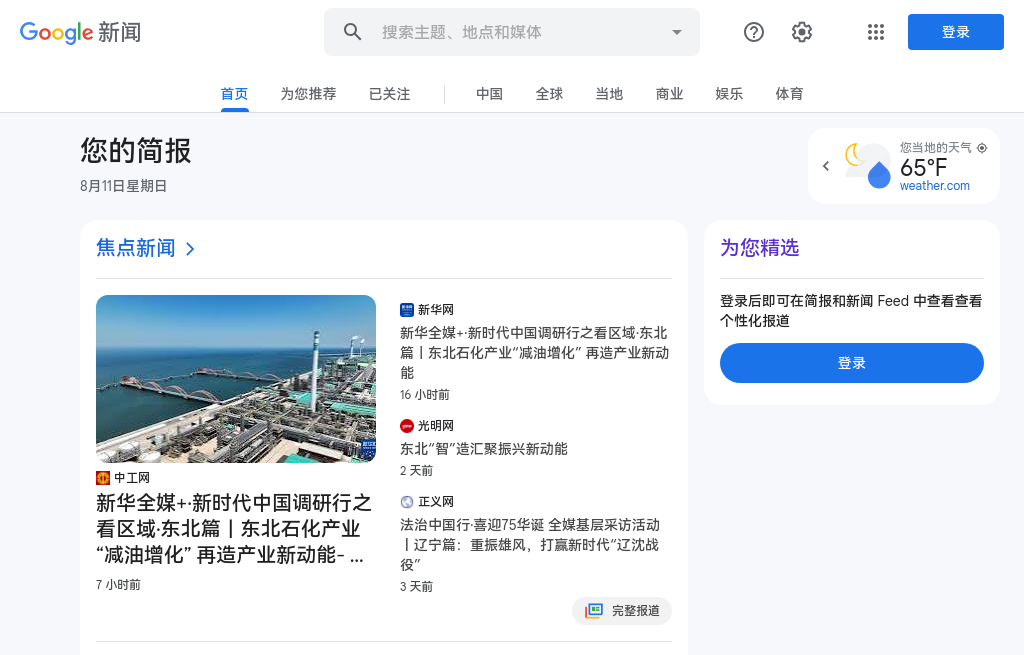 Google 新闻
搜索主题、地点和媒体
登录
首页
为您推荐
已关注
中国
全球
当地
商业
娱乐
体育
您的简报
8月11日星期日
您当地的天气
65°F
weather.com
焦点新闻
中工网
新华全媒+·新时代中国调研行之
看区域·东北篇丨东北石化产业
“减油增化” 再造产业新动能- ...
7 小时前
新华网
新华全媒+·新时代中国调研行之看区域·东北
篇丨东北石化产业“减油增化” 再造产业新动
能
16 小时前
光明网
东北“智”造汇聚振兴新动能
2 天前
正义网
法治中国行·喜迎75华诞 全媒基层采访活动
丨辽宁篇：重振雄风，打赢新时代“辽沈战
役”
3 天前
完整报道
为您精选
登录后即可在简报和新闻 Feed 中查看查看
个性化报道
登录